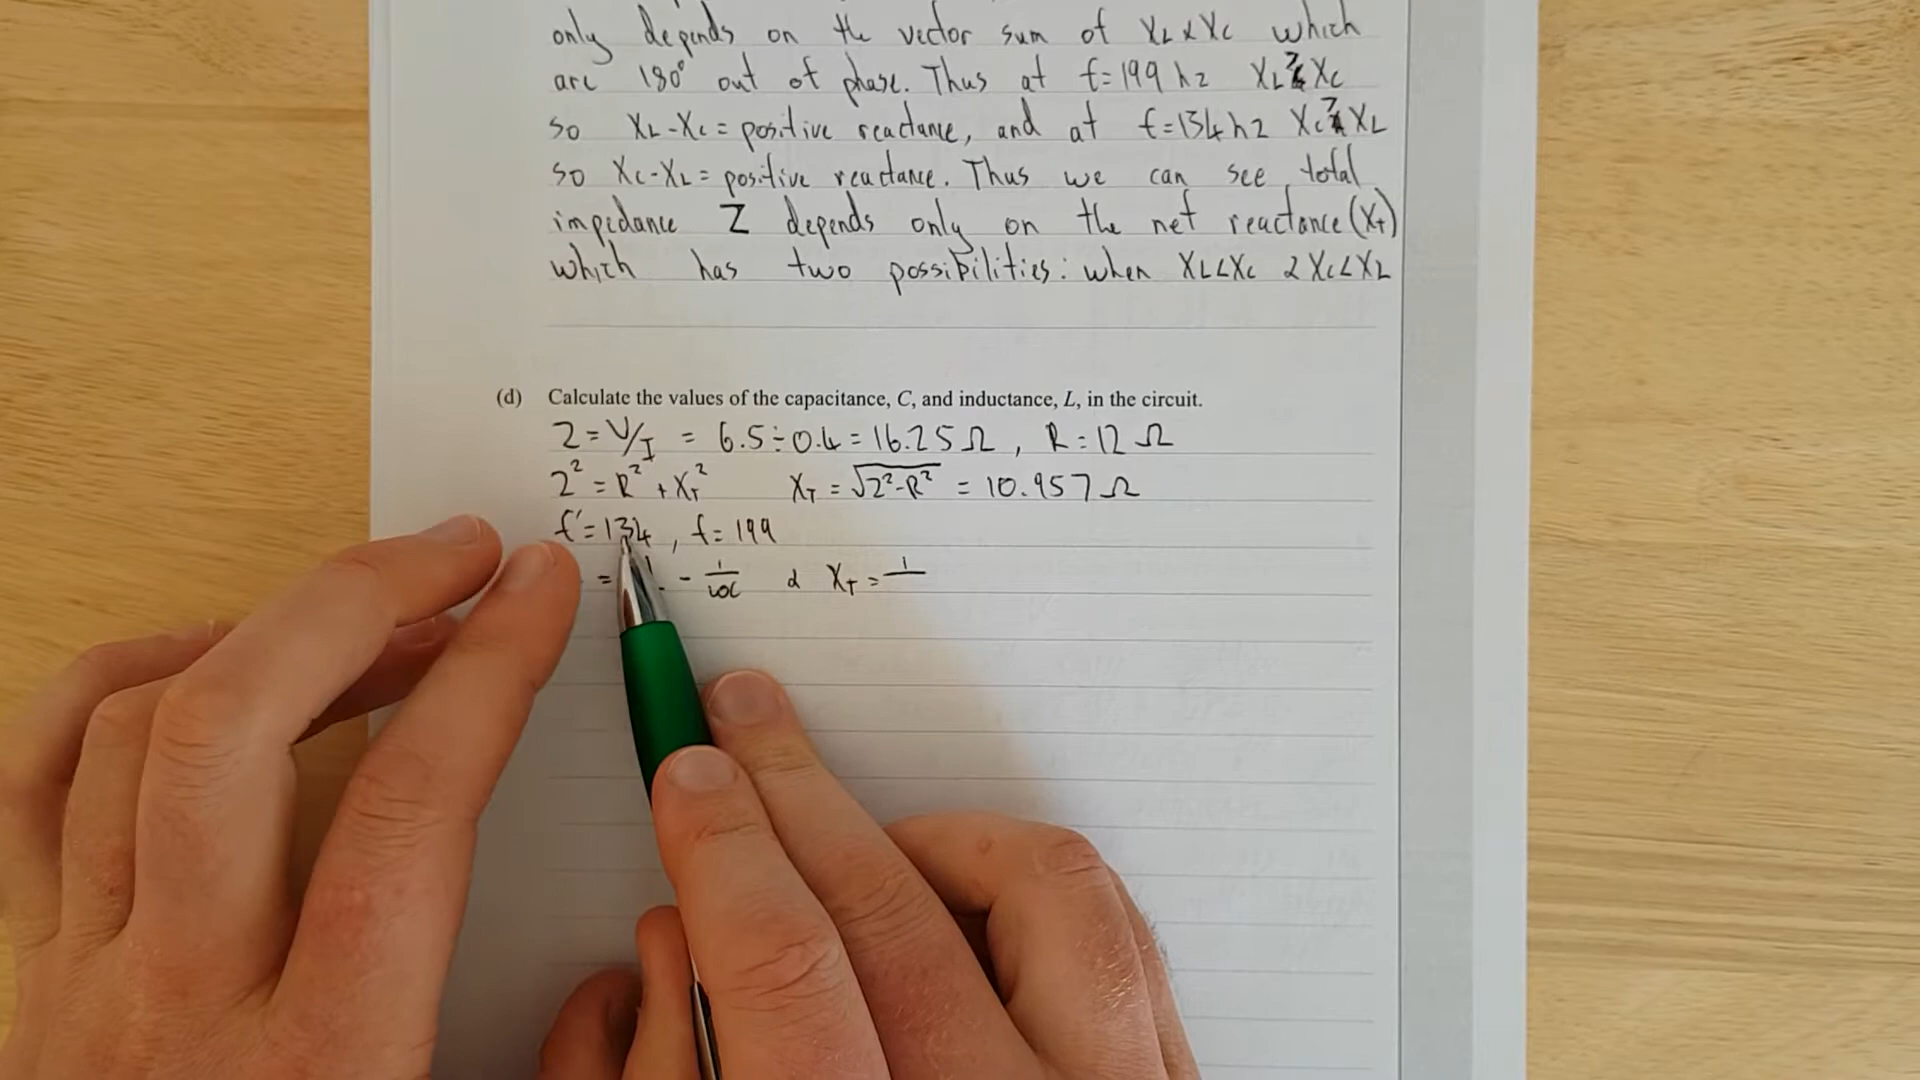 only depends on the vector sum of XL & XC which
are 180° out of phase. Thus at f=199 hz XL > XC
so XL-XC = positive reactance, and at f=134 hz XC > XL
so XC-XL = positive reactance. Thus we can see total
impedance Z depends only on the net reactance (XT)
which has two possibilities: when XL<XC & XC<XL
(d) Calculate the values of the capacitance, C, and inductance, L, in the circuit.
Z = V/I = 6.5 ÷ 0.4 = 16.25 Ω , R = 12 Ω
Z² = R² + XT² XT = √Z²-R² = 10.957 Ω
f' = 134 , f = 199
= - 1/ωC & XT = 1/